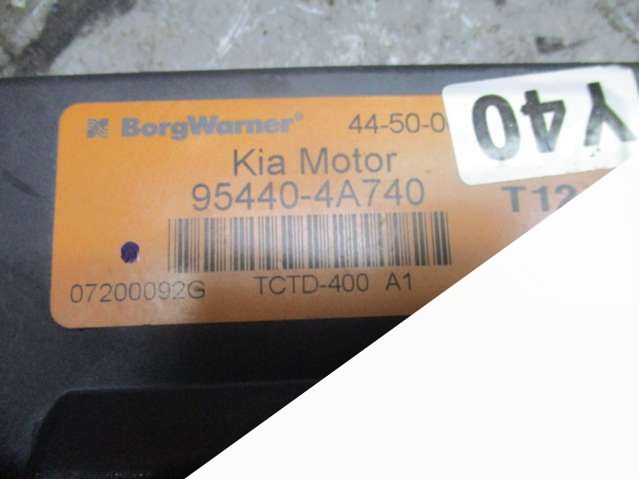 BorgWarner® 44-50-0
Y40
Kia Motor
95440-4A740 T12
07200092G TCTD-400 A1